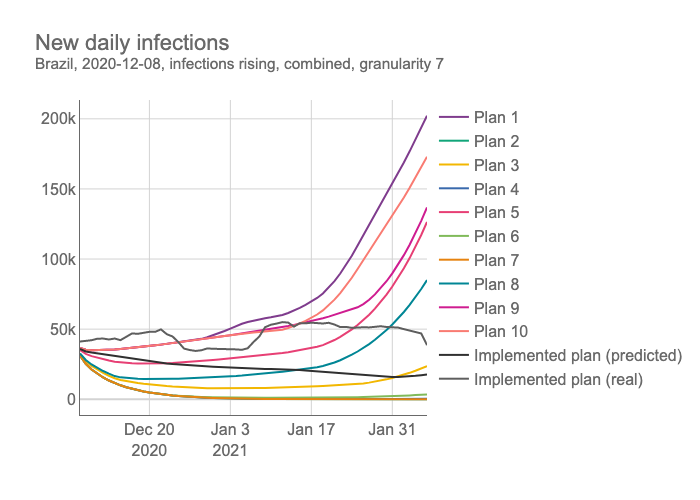 New daily infections
Brazil, 2020-12-08, infections rising, combined, granularity 7
200k
150k
100k
50k
0
Dec 20
2020
Jan 3
2021
Jan 17
Jan 31
Plan 1
Plan 2
Plan 3
Plan 4
Plan 5
Plan 6
Plan 7
Plan 8
Plan 9
Plan 10
Implemented plan (predicted)
Implemented plan (real)